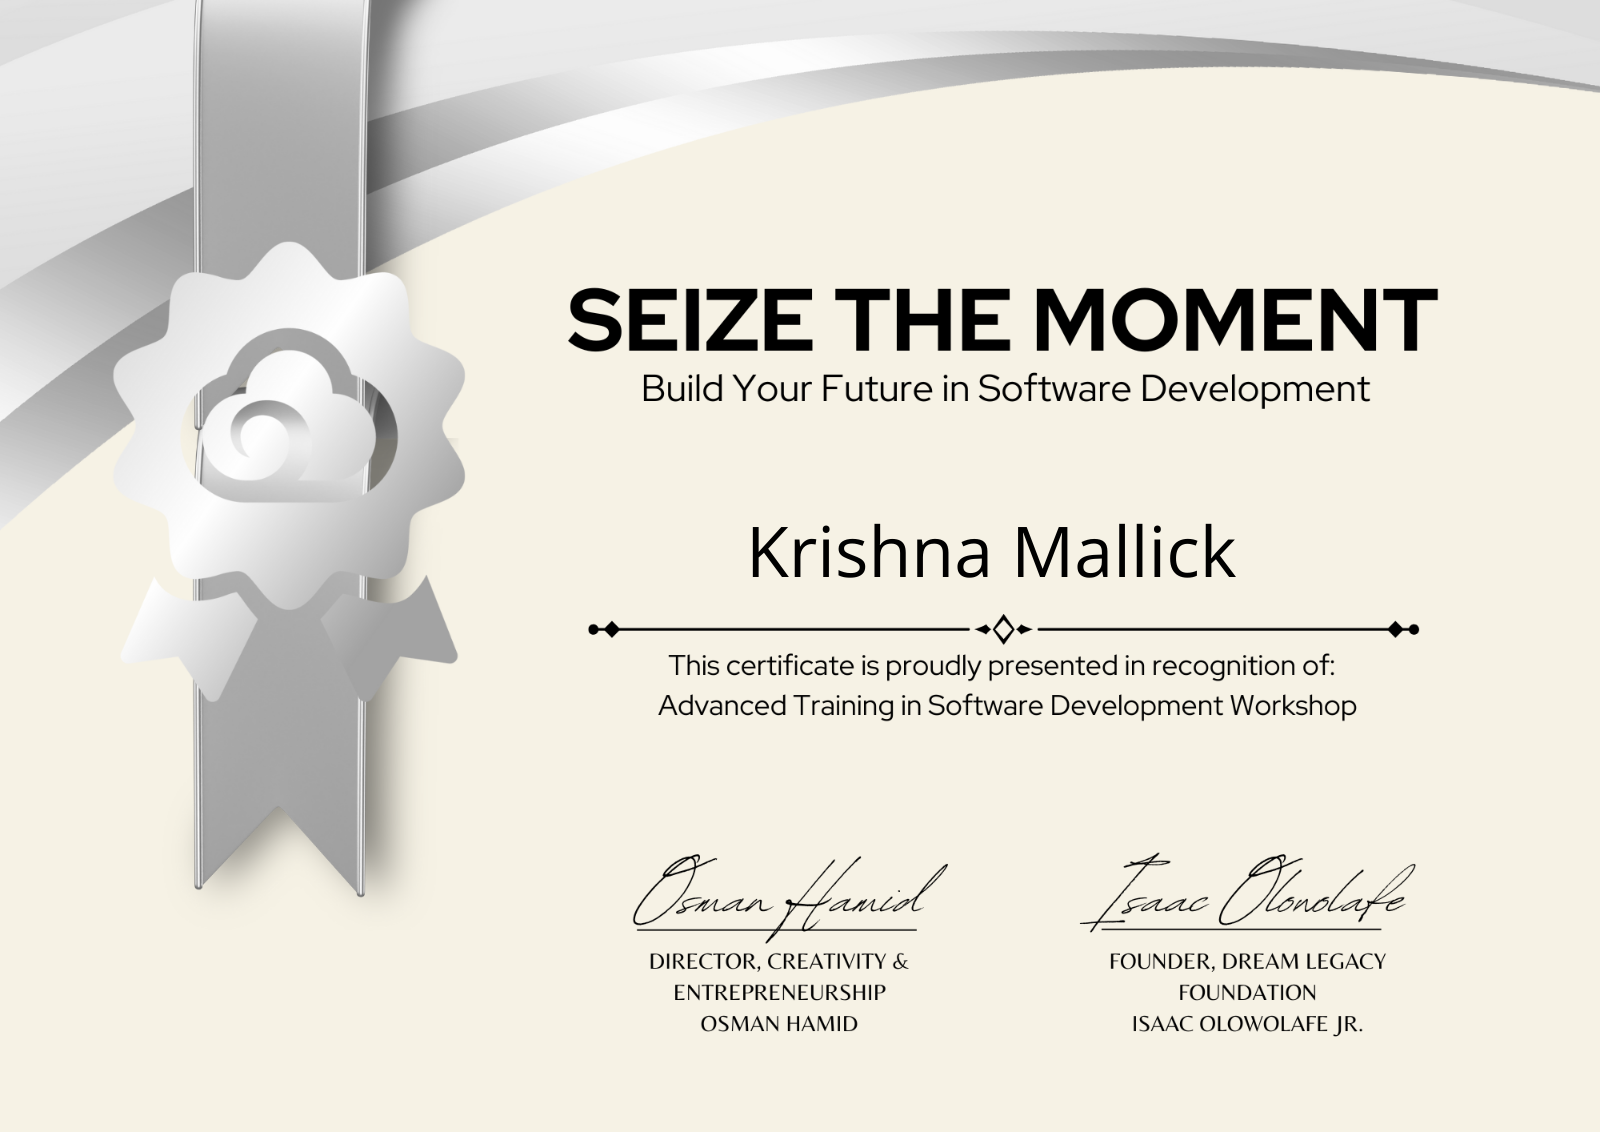 SEIZE THE MOMENT
Build Your Future in Software Development
Krishna Mallick
This certificate is proudly presented in recognition of:
Advanced Training in Software Development Workshop
Osman Hamid
DIRECTOR, CREATIVITY &
ENTREPRENEURSHIP
OSMAN HAMID
Isaac Olowolafe
FOUNDER, DREAM LEGACY
FOUNDATION
ISAAC OLOWOLAFE JR.